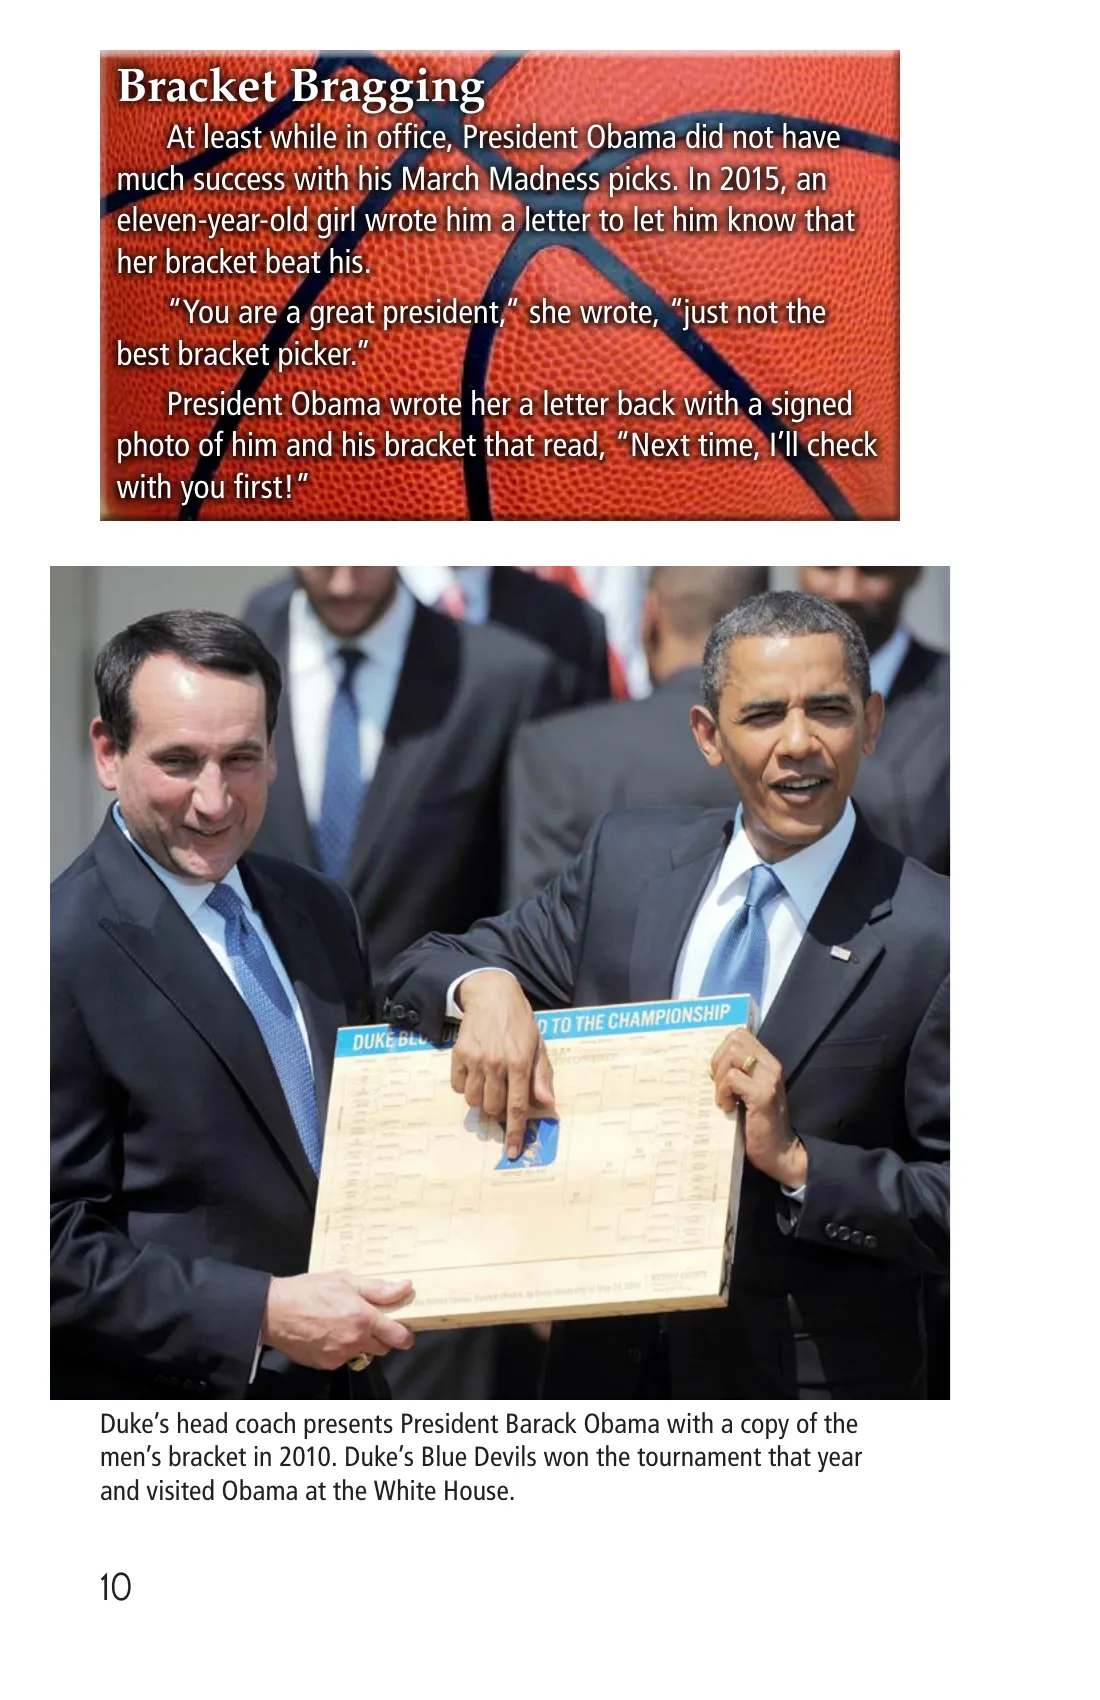 Bracket Bragging
At least while in office, President Obama did not have
much success with his March Madness picks. In 2015, an
eleven-year-old girl wrote him a letter to let him know that
her bracket beat his.
“You are a great president,” she wrote, “just not the
best bracket picker.”
President Obama wrote her a letter back with a signed
photo of him and his bracket that read, “Next time, I’ll check
with you first!”
DUKE BLU TO THE CHAMPIONSHIP
Duke’s head coach presents President Barack Obama with a copy of the
men’s bracket in 2010. Duke’s Blue Devils won the tournament that year
and visited Obama at the White House.
10